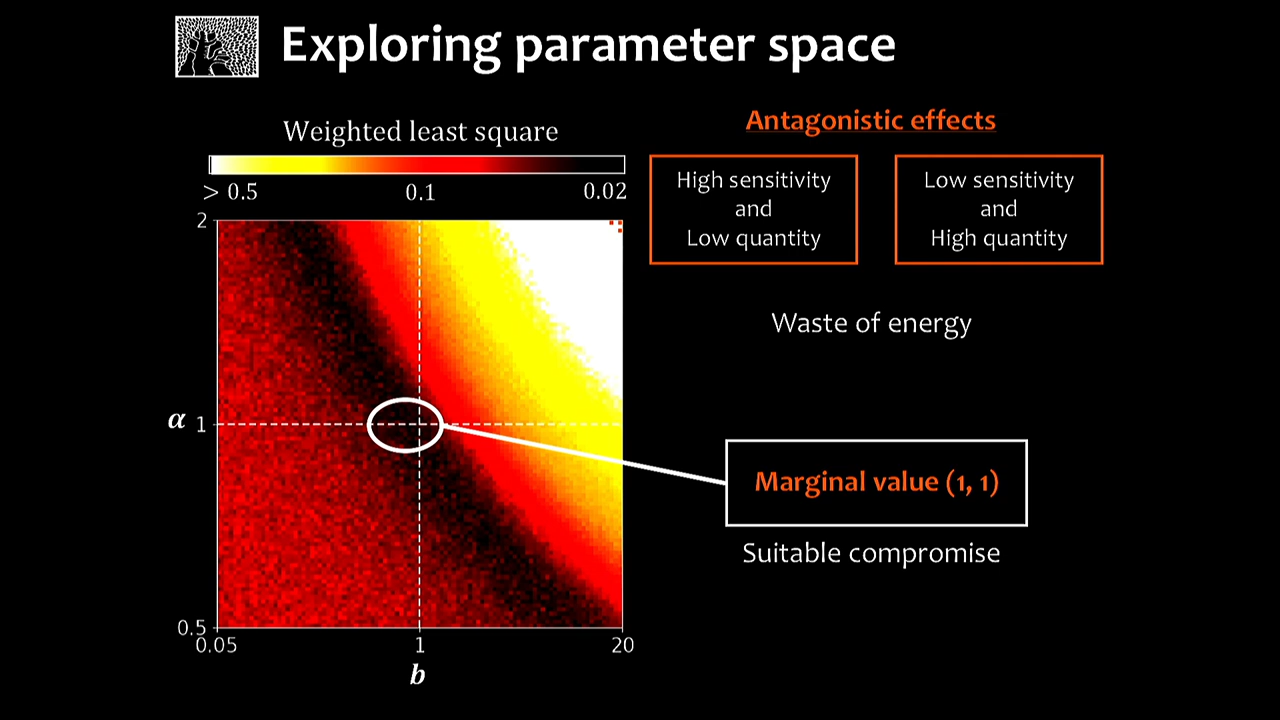 Exploring parameter space
Weighted least square
> 0.5
0.1
0.02
2
α 1
0.5
0.05
1
20
b
Antagonistic effects
High sensitivity
and
Low quantity
Low sensitivity
and
High quantity
Waste of energy
Marginal value (1, 1)
Suitable compromise